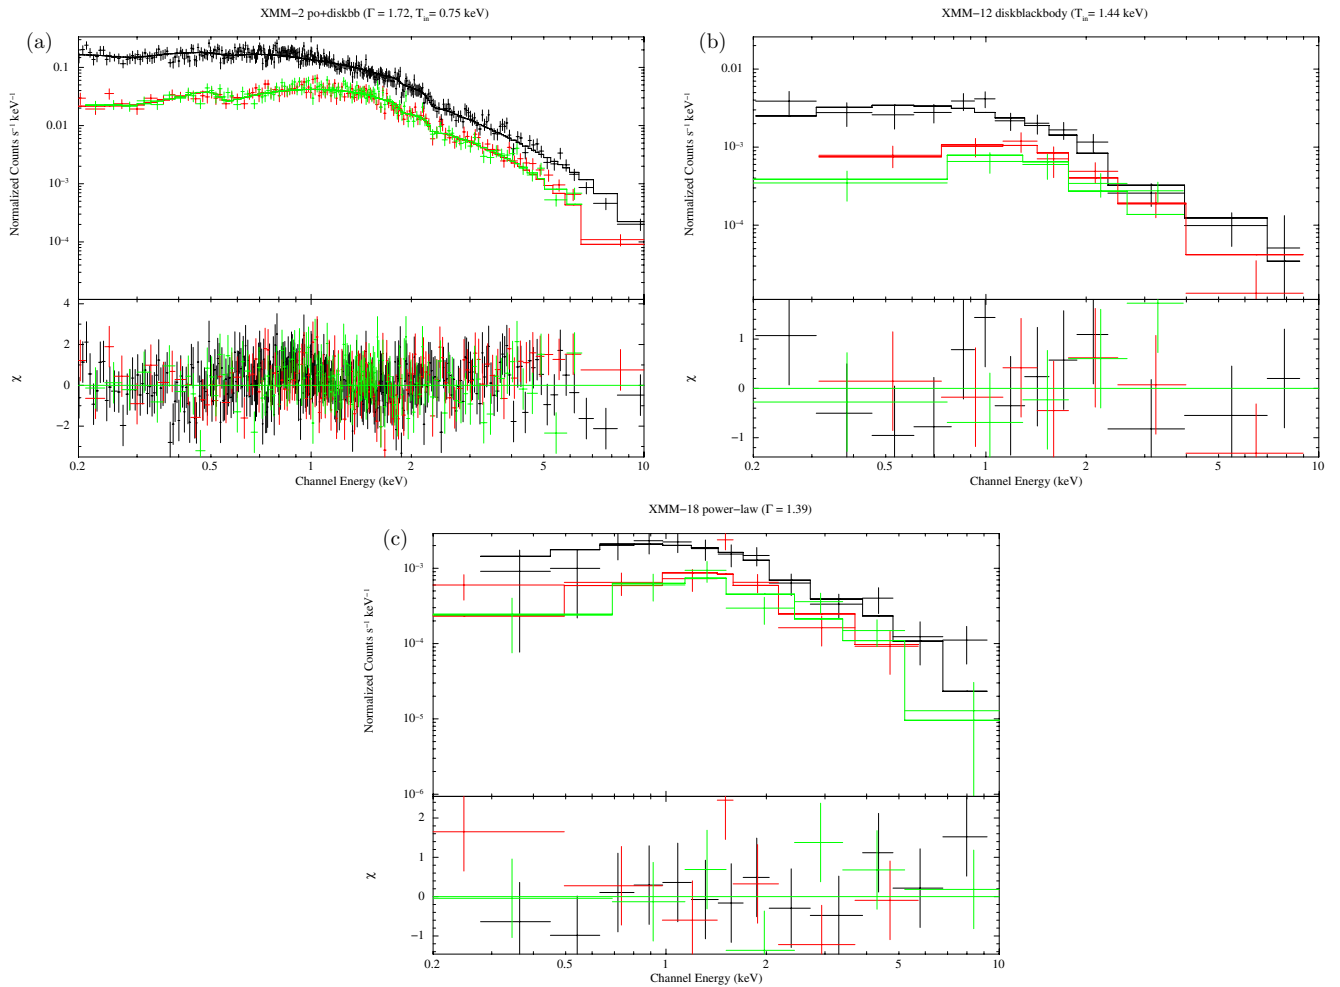 XMM−2 po+diskbb (Γ = 1.72, T_in = 0.75 keV)
(a)
Normalized Counts s⁻¹ keV⁻¹
0.1
0.01
10⁻³
10⁻⁴
χ
4
2
0
−2
0.2 0.5 1 2 5 10
Channel Energy (keV)
XMM−12 diskblackbody (T_in = 1.44 keV)
(b)
Normalized Counts s⁻¹ keV⁻¹
0.01
10⁻³
10⁻⁴
χ
1
0
−1
0.2 0.5 1 2 5 10
Channel Energy (keV)
XMM−18 power−law (Γ = 1.39)
(c)
Normalized Counts s⁻¹ keV⁻¹
10⁻³
10⁻⁴
10⁻⁵
10⁻⁶
χ
2
1
0
−1
0.2 0.5 1 2 5 10
Channel Energy (keV)